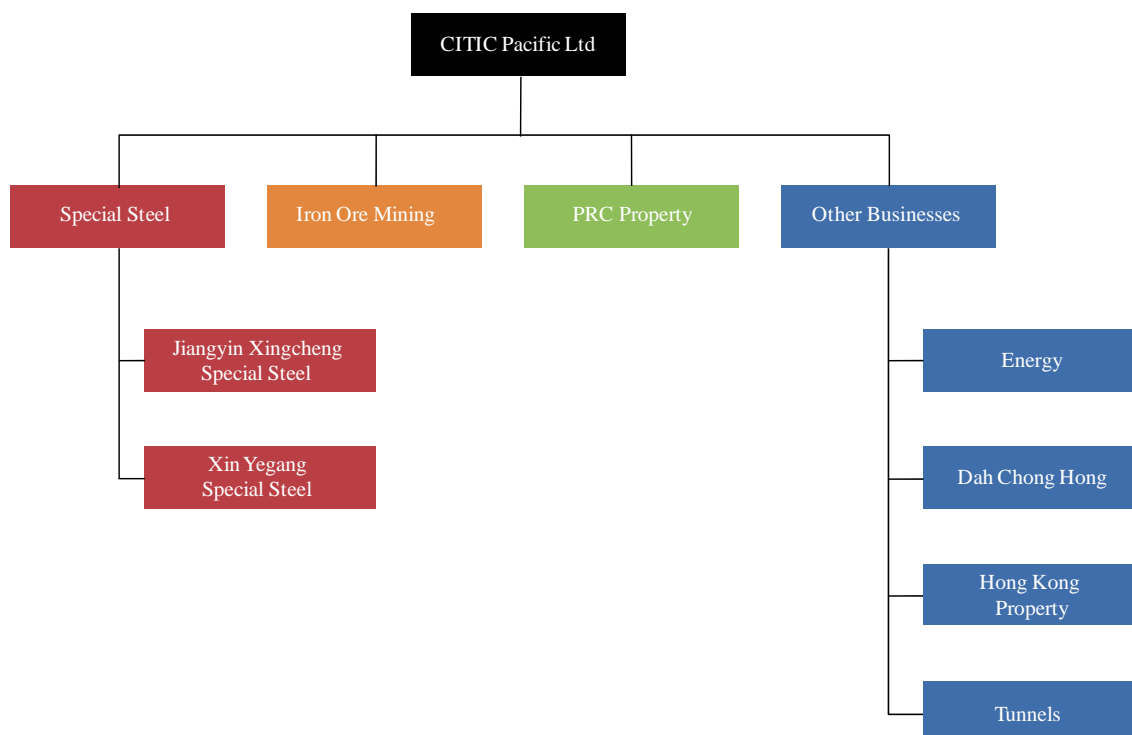 CITIC Pacific Ltd
Special Steel
Iron Ore Mining
PRC Property
Other Businesses
Jiangyin Xingcheng
Special Steel
Xin Yegang
Special Steel
Energy
Dah Chong Hong
Hong Kong
Property
Tunnels